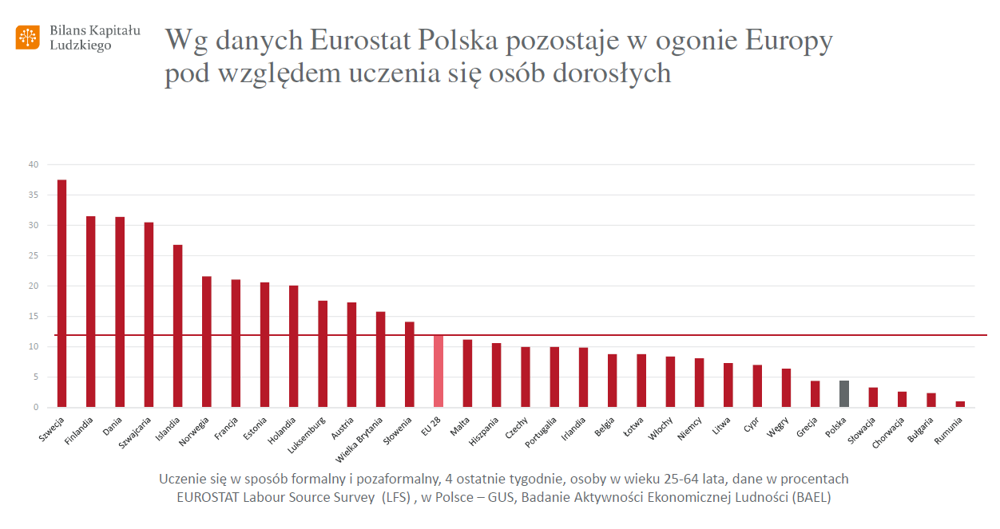 Bilans Kapitału
Ludzkiego
Wg danych Eurostat Polska pozostaje w ogonie Europy
pod względem uczenia się osób dorosłych
40
35
30
25
20
15
10
5
0
Szwecja
Finlandia
Dania
Szwajcaria
Islandia
Norwegia
Francja
Estonia
Holandia
Luksemburg
Austria
Wielka Brytania
Słowenia
EU 28
Malta
Hiszpania
Czechy
Portugalia
Irlandia
Belgia
Łotwa
Włochy
Niemcy
Litwa
Cypr
Węgry
Grecja
Polska
Słowacja
Chorwacja
Bułgaria
Rumunia
Uczenie się w sposób formalny i pozaformalny, 4 ostatnie tygodnie, osoby w wieku 25-64 lata, dane w procentach
EUROSTAT Labour Source Survey (LFS) , w Polsce – GUS, Badanie Aktywności Ekonomicznej Ludności (BAEL)